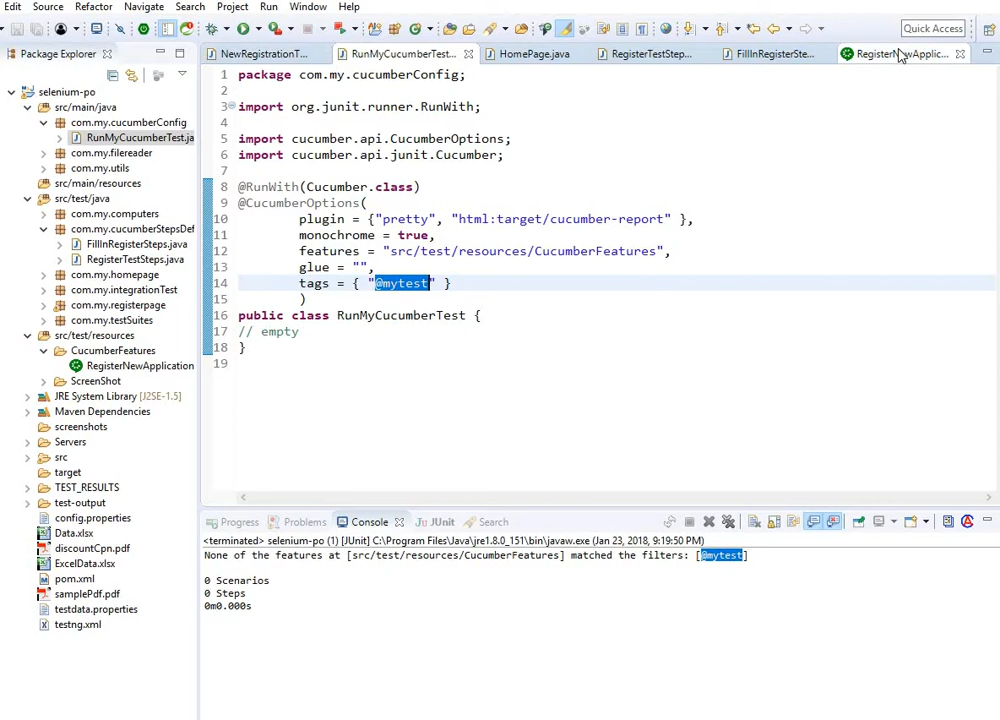 Edit Source Refactor Navigate Search Project Run Window Help
Quick Access
Package Explorer
NewRegistrationT... RunMyCucumberTest... HomePage.java RegisterTestStep... FillInRegisterSte... RegisterNewApplic...
selenium-po
src/main/java
com.my.cucumberConfig
RunMyCucumberTest.ja
com.my.filereader
com.my.utils
src/main/resources
src/test/java
com.my.computers
com.my.cucumberStepsDef
FillInRegisterSteps.java
RegisterTestSteps.java
com.my.homepage
com.my.integrationTest
com.my.registerpage
com.my.testSuites
src/test/resources
CucumberFeatures
RegisterNewApplication
ScreenShot
JRE System Library [J2SE-1.5]
Maven Dependencies
screenshots
Servers
src
target
TEST_RESULTS
test-output
config.properties
Data.xlsx
discountCpn.pdf
ExcelData.xlsx
pom.xml
samplePdf.pdf
testdata.properties
testng.xml
1 package com.my.cucumberConfig;
2
3 import org.junit.runner.RunWith;
4
5 import cucumber.api.CucumberOptions;
6 import cucumber.api.junit.Cucumber;
7
8 @RunWith(Cucumber.class)
9 @CucumberOptions(
10 plugin = {"pretty", "html:target/cucumber-report" },
11 monochrome = true,
12 features = "src/test/resources/CucumberFeatures",
13 glue = "",
14 tags = { "@mytest" }
15 )
16 public class RunMyCucumberTest {
17 // empty
18 }
19
Progress Problems Console JUnit Search
<terminated> selenium-po (1) [JUnit] C:\Program Files\Java\jre1.8.0_151\bin\javaw.exe (Jan 23, 2018, 9:19:50 PM)
None of the features at [src/test/resources/CucumberFeatures] matched the filters: [@mytest]
0 Scenarios
0 Steps
0m0.000s